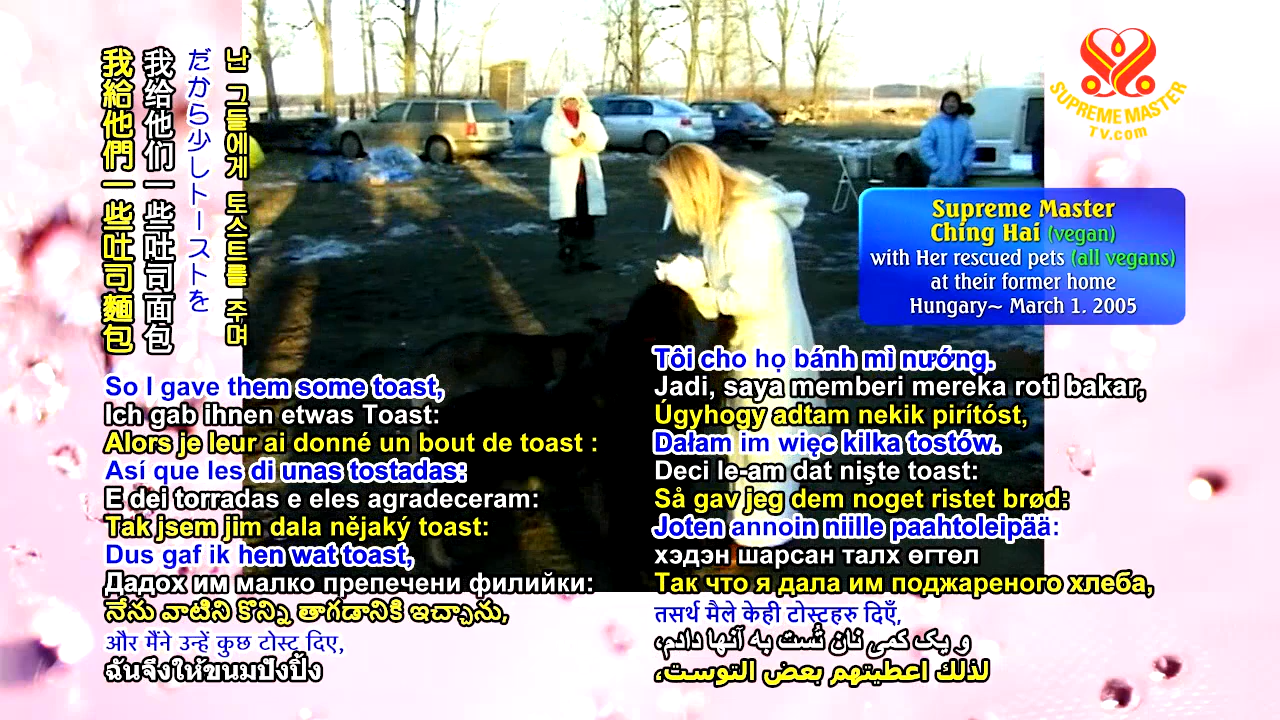 난 그들에게 토스트를 주며
だから少しトーストを
我给他们一些吐司面包
我給他們一些吐司麵包
SUPREME MASTER
TV.com
Supreme Master
Ching Hai (vegan)
with Her rescued pets (all vegans)
at their former home
Hungary~ March 1. 2005
So I gave them some toast,
Ich gab ihnen etwas Toast:
Alors je leur ai donné un bout de toast :
Así que les di unas tostadas:
E dei torradas e eles agradeceram:
Tak jsem jim dala nějaký toast:
Dus gaf ik hen wat toast,
Дадох им малко препечени филийки:
నేను వాటిని కొన్ని తాగడానికి ఇచ్చాను,
और मैंने उन्हें कुछ टोस्ट दिए,
ฉันจึงให้ขนมปังปิ้ง
Tôi cho họ bánh mì nướng.
Jadi, saya memberi mereka roti bakar,
Úgyhogy adtam nekik pirítóst,
Dałam im więc kilka tostów.
Deci le-am dat nişte toast:
Så gav jeg dem noget ristet brød:
Joten annoin niille paahtoleipää:
хэдэн шарсан талх өгтөл
Так что я дала им поджареного хлеба,
तसर्थ मैले केही टोस्टहरु दिएँ,
و یک کمی نان تُست به آنها دادم،
لذلك اعطيتهم بعض التوست،